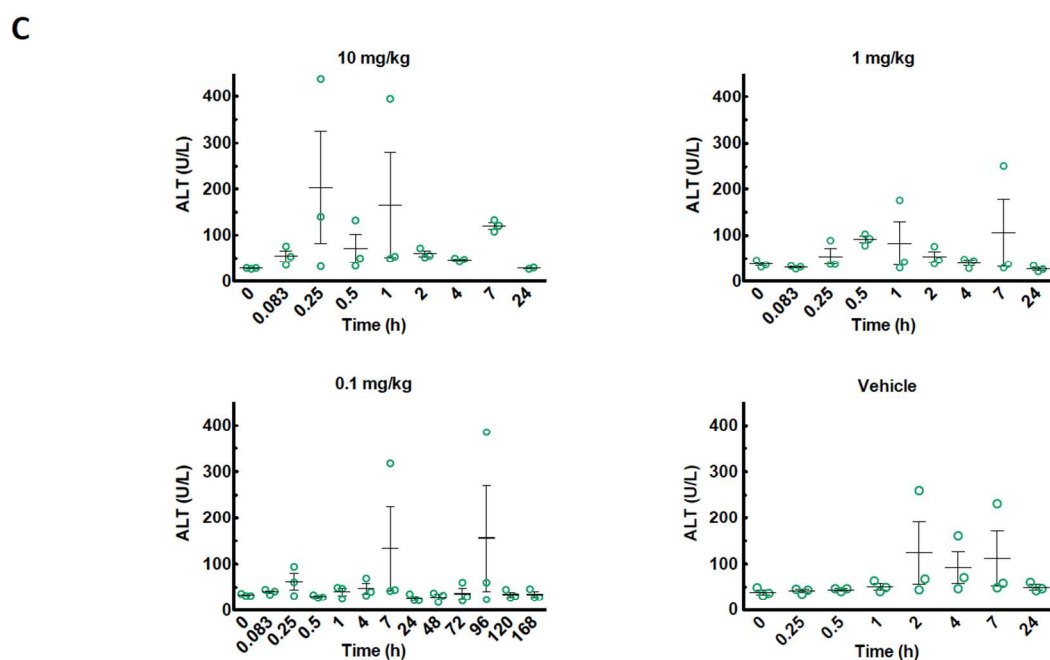 C
10 mg/kg
ALT (U/L)
400
300
200
100
0
0 0.083 0.25 0.5 1 2 4 7 24
Time (h)
1 mg/kg
ALT (U/L)
400
300
200
100
0
0 0.083 0.25 0.5 1 2 4 7 24
Time (h)
0.1 mg/kg
ALT (U/L)
400
300
200
100
0
0 0.083 0.25 0.5 1 4 7 24 48 72 96 120 168
Time (h)
Vehicle
ALT (U/L)
400
300
200
100
0
0 0.25 0.5 1 2 4 7 24
Time (h)